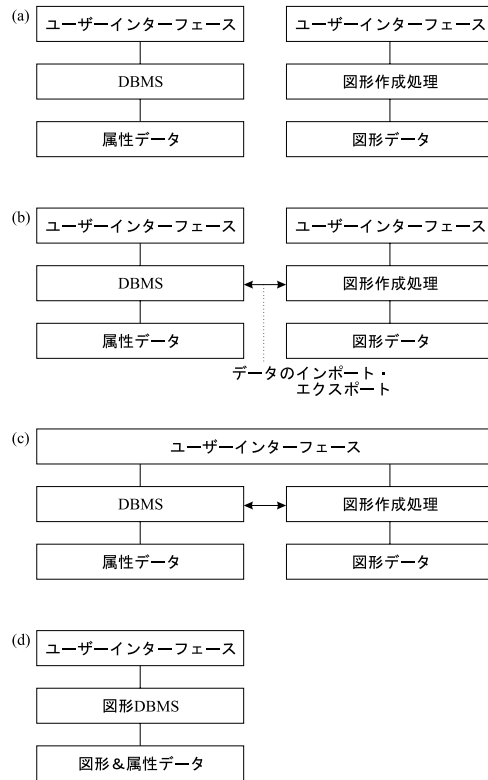 (a)
ユーザーインターフェース
ユーザーインターフェース
DBMS
図形作成処理
属性データ
図形データ
(b)
ユーザーインターフェース
ユーザーインターフェース
DBMS
図形作成処理
属性データ
図形データ
データのインポート・
エクスポート
(c)
ユーザーインターフェース
DBMS
図形作成処理
属性データ
図形データ
(d)
ユーザーインターフェース
図形DBMS
図形＆属性データ